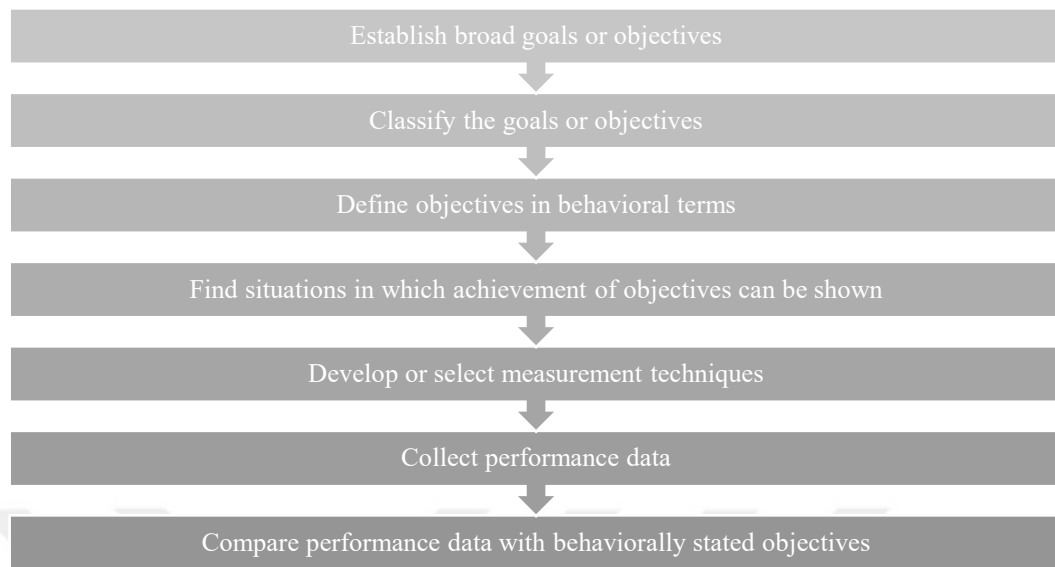 Establish broad goals or objectives
Classify the goals or objectives
Define objectives in behavioral terms
Find situations in which achievement of objectives can be shown
Develop or select measurement techniques
Collect performance data
Compare performance data with behaviorally stated objectives